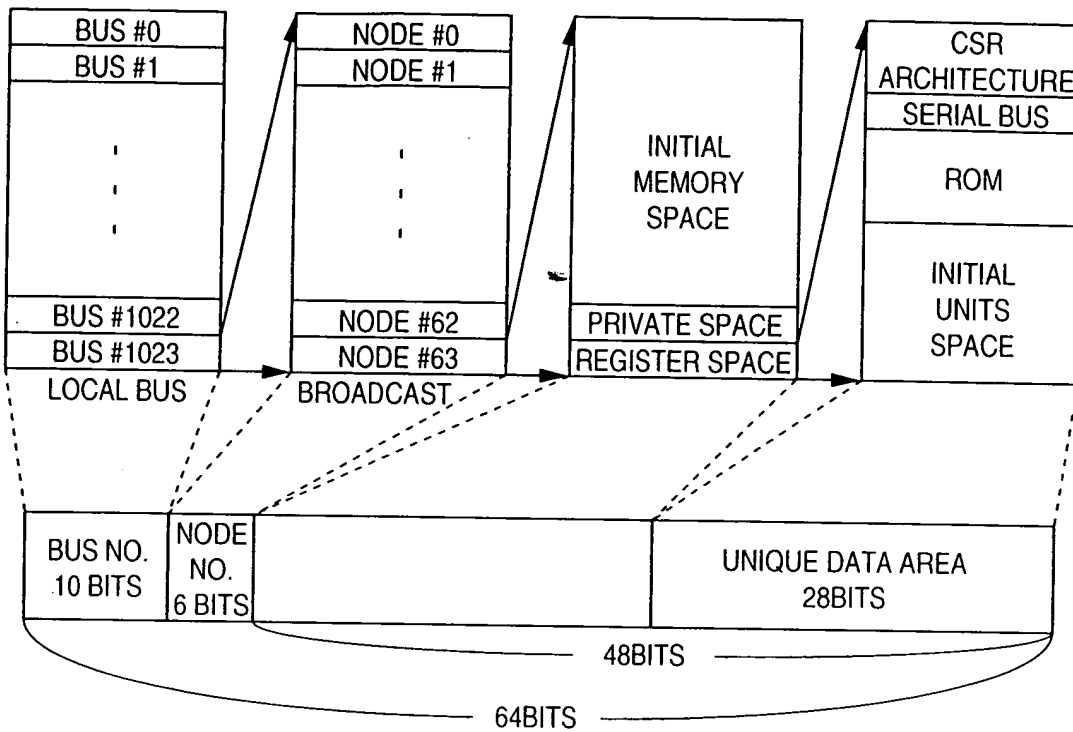 BUS #0
BUS #1
BUS #1022
BUS #1023
LOCAL BUS
NODE #0
NODE #1
NODE #62
NODE #63
BROADCAST
INITIAL
MEMORY
SPACE
PRIVATE SPACE
REGISTER SPACE
CSR
ARCHITECTURE
SERIAL BUS
ROM
INITIAL
UNITS
SPACE
BUS NO.
10 BITS
NODE
NO.
6 BITS
UNIQUE DATA AREA
28BITS
48BITS
64BITS